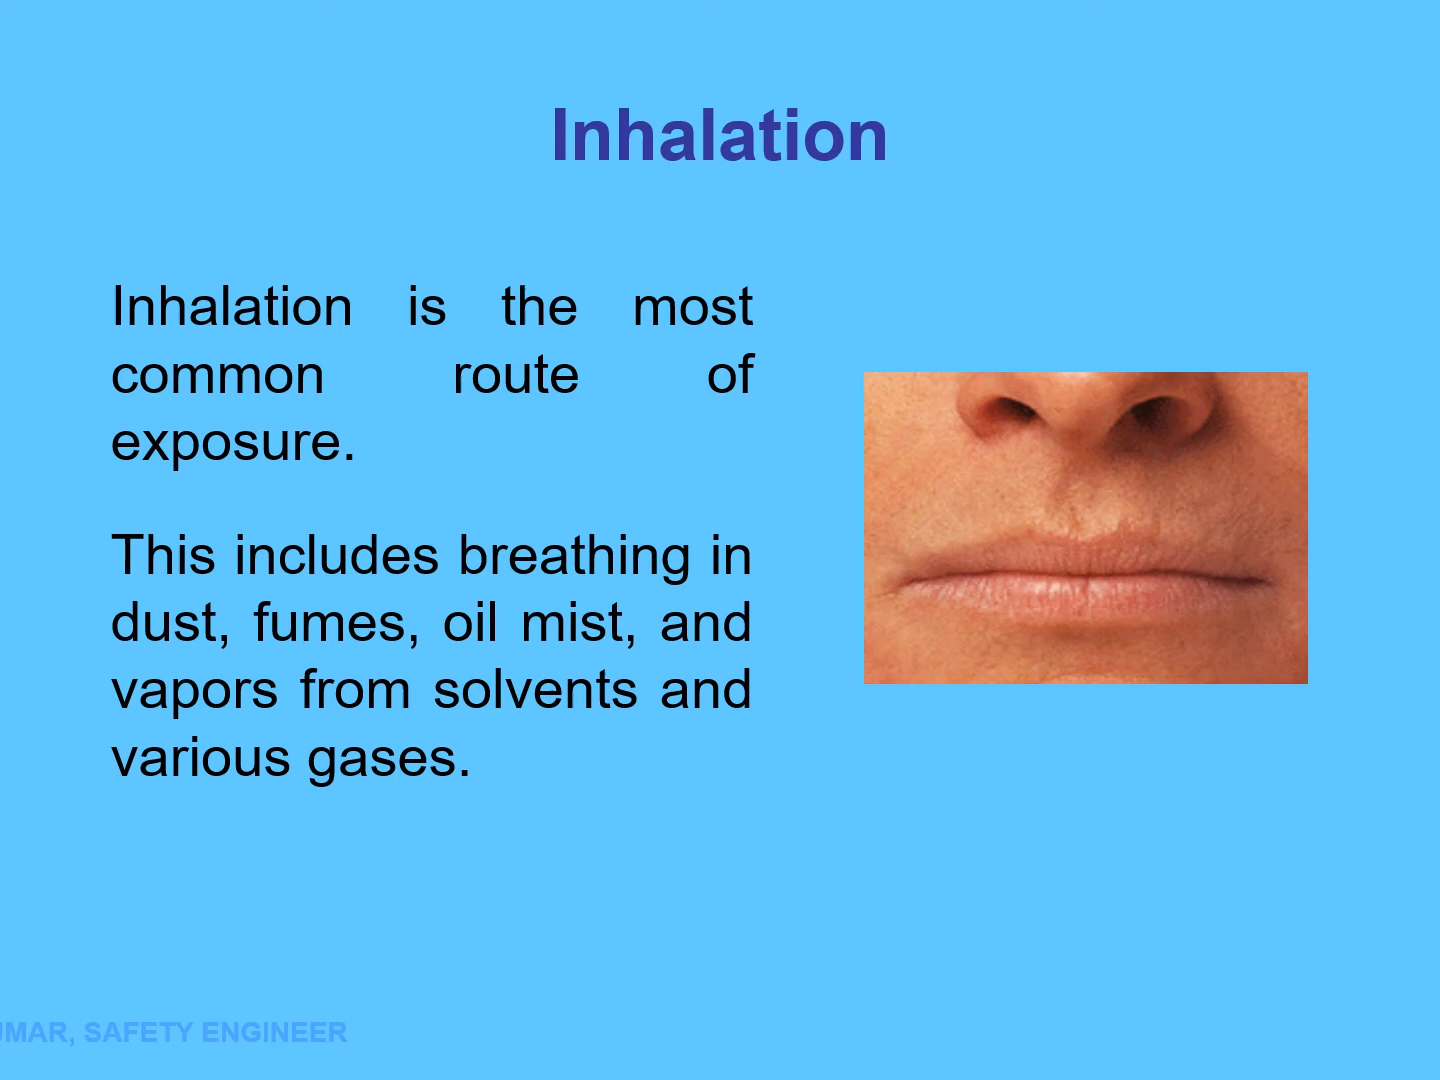 Inhalation
Inhalation is the most
common route of
exposure.
This includes breathing in
dust, fumes, oil mist, and
vapors from solvents and
various gases.
SAFETY ENGINEER